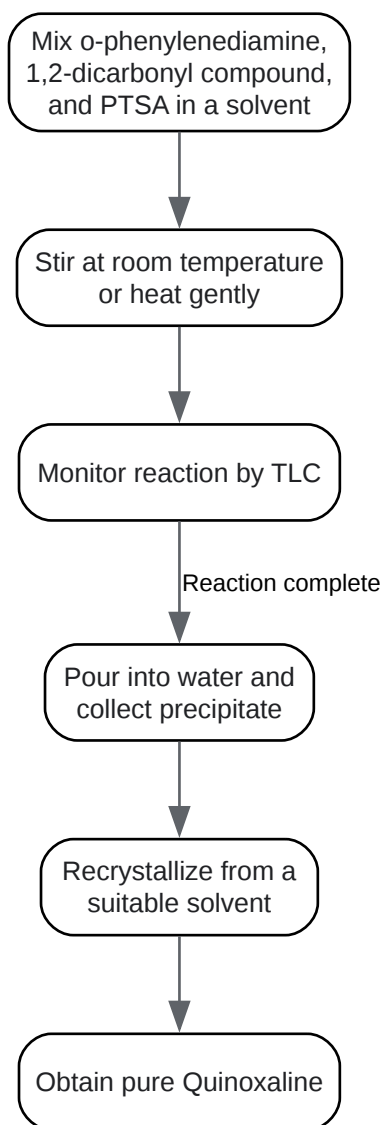 Mix o-phenylenediamine,
1,2-dicarbonyl compound,
and PTSA in a solvent
Stir at room temperature
or heat gently
Monitor reaction by TLC
Reaction complete
Pour into water and
collect precipitate
Recrystallize from a
suitable solvent
Obtain pure Quinoxaline